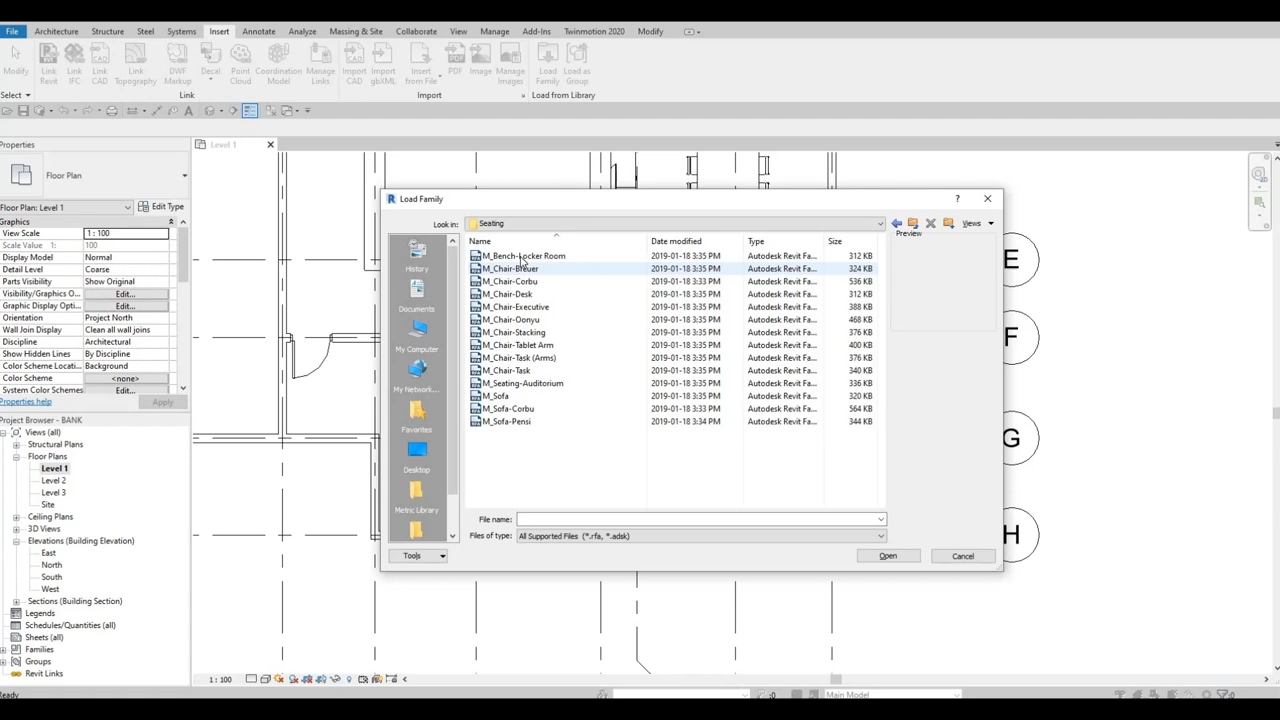 File Architecture Structure Steel Systems Insert Annotate Analyze Massing & Site Collaborate View Manage Add-Ins Twinmotion 2020 Modify
Modify Link Revit Link IFC Link CAD Link Topography DWF Markup Decal Point Cloud Coordination Model Manage Links Import CAD Import gbXML Insert from File PDF Image Manage Images Load Family Load as Group
Select Link Import Load from Library
Properties
Level 1
Floor Plan
Floor Plan: Level 1 Edit Type
Graphics
View Scale 1 : 100
Scale Value 1: 100
Display Model Normal
Detail Level Coarse
Parts Visibility Show Original
Visibility/Graphics O... Edit...
Graphic Display Optio... Edit...
Orientation Project North
Wall Join Display Clean all wall joins
Discipline Architectural
Show Hidden Lines By Discipline
Color Scheme Locati... Background
Color Scheme <none>
System Color Schemes Edit...
Properties help Apply
Project Browser - BANK
Views (all)
Structural Plans
Floor Plans
Level 1
Level 2
Level 3
Site
Ceiling Plans
3D Views
Elevations (Building Elevation)
East
North
South
West
Sections (Building Section)
Legends
Schedules/Quantities (all)
Sheets (all)
Families
Groups
Revit Links
Load Family ?
Look in: Seating Views
Name Date modified Type Size
M_Bench-Locker Room 2019-01-18 3:35 PM Autodesk Revit Fa... 312 KB
M_Chair-Breuer 2019-01-18 3:35 PM Autodesk Revit Fa... 324 KB
M_Chair-Corbu 2019-01-18 3:33 PM Autodesk Revit Fa... 536 KB
M_Chair-Desk 2019-01-18 3:35 PM Autodesk Revit Fa... 312 KB
M_Chair-Executive 2019-01-18 3:35 PM Autodesk Revit Fa... 388 KB
M_Chair-Oonyu 2019-01-18 3:35 PM Autodesk Revit Fa... 468 KB
M_Chair-Stacking 2019-01-18 3:35 PM Autodesk Revit Fa... 376 KB
M_Chair-Tablet Arm 2019-01-18 3:35 PM Autodesk Revit Fa... 400 KB
M_Chair-Task (Arms) 2019-01-18 3:35 PM Autodesk Revit Fa... 376 KB
M_Chair-Task 2019-01-18 3:35 PM Autodesk Revit Fa... 340 KB
M_Seating-Auditorium 2019-01-18 3:35 PM Autodesk Revit Fa... 336 KB
M_Sofa 2019-01-18 3:35 PM Autodesk Revit Fa... 320 KB
M_Sofa-Corbu 2019-01-18 3:33 PM Autodesk Revit Fa... 564 KB
M_Sofa-Pensi 2019-01-18 3:34 PM Autodesk Revit Fa... 344 KB
History
Documents
My Computer
My Network...
Favorites
Desktop
Metric Library
Preview
File name:
Files of type: All Supported Files (*.rfa, *.adsk)
Tools Open Cancel
E
F
G
H
1 : 100
Ready :0 Main Model :0